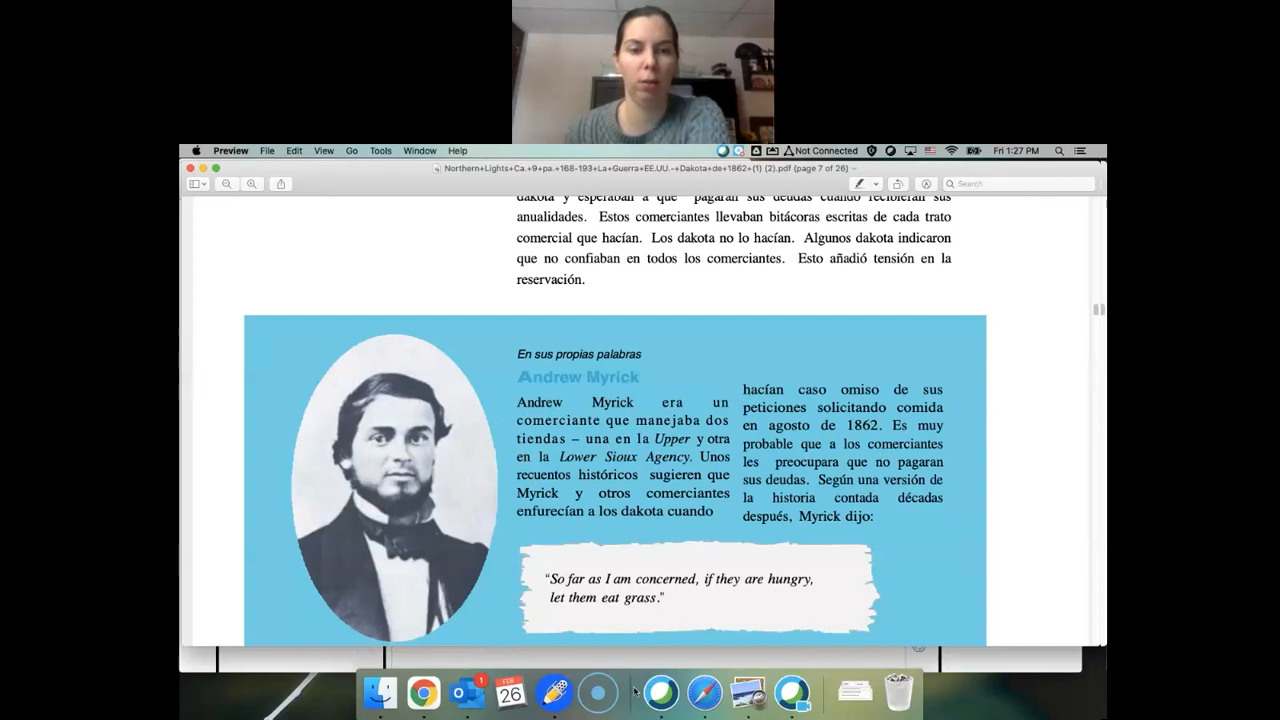 Preview File Edit View Go Tools Window Help Not Connected Fri 1:27 PM
Northern+Lights+Ca.+9+pa.+168-193+La+Guerra+EE.UU.-+Dakota+de+1862+(1) (2).pdf (page 7 of 26)
Search
dakota y esperaban a que pagaran sus deudas cuando recibieran sus
anualidades. Estos comerciantes llevaban bitácoras escritas de cada trato
comercial que hacían. Los dakota no lo hacían. Algunos dakota indicaron
que no confiaban en todos los comerciantes. Esto añadió tensión en la
reservación.
En sus propias palabras
Andrew Myrick
Andrew Myrick era un
comerciante que manejaba dos
tiendas – una en la Upper y otra
en la Lower Sioux Agency. Unos
recuentos históricos sugieren que
Myrick y otros comerciantes
enfurecían a los dakota cuando
hacían caso omiso de sus
peticiones solicitando comida
en agosto de 1862. Es muy
probable que a los comerciantes
les preocupara que no pagaran
sus deudas. Según una versión de
la historia contada décadas
después, Myrick dijo:
“So far as I am concerned, if they are hungry,
let them eat grass.”
1
FEB
26